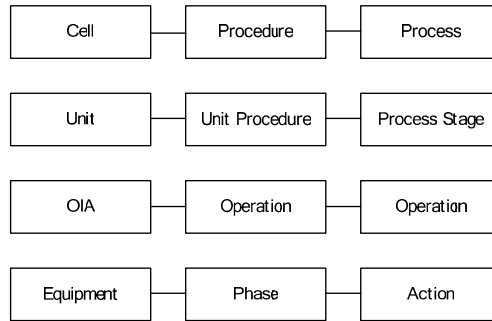 Cell Procedure Process
Unit Unit Procedure Process Stage
OIA Operation Operation
Equipment Phase Action